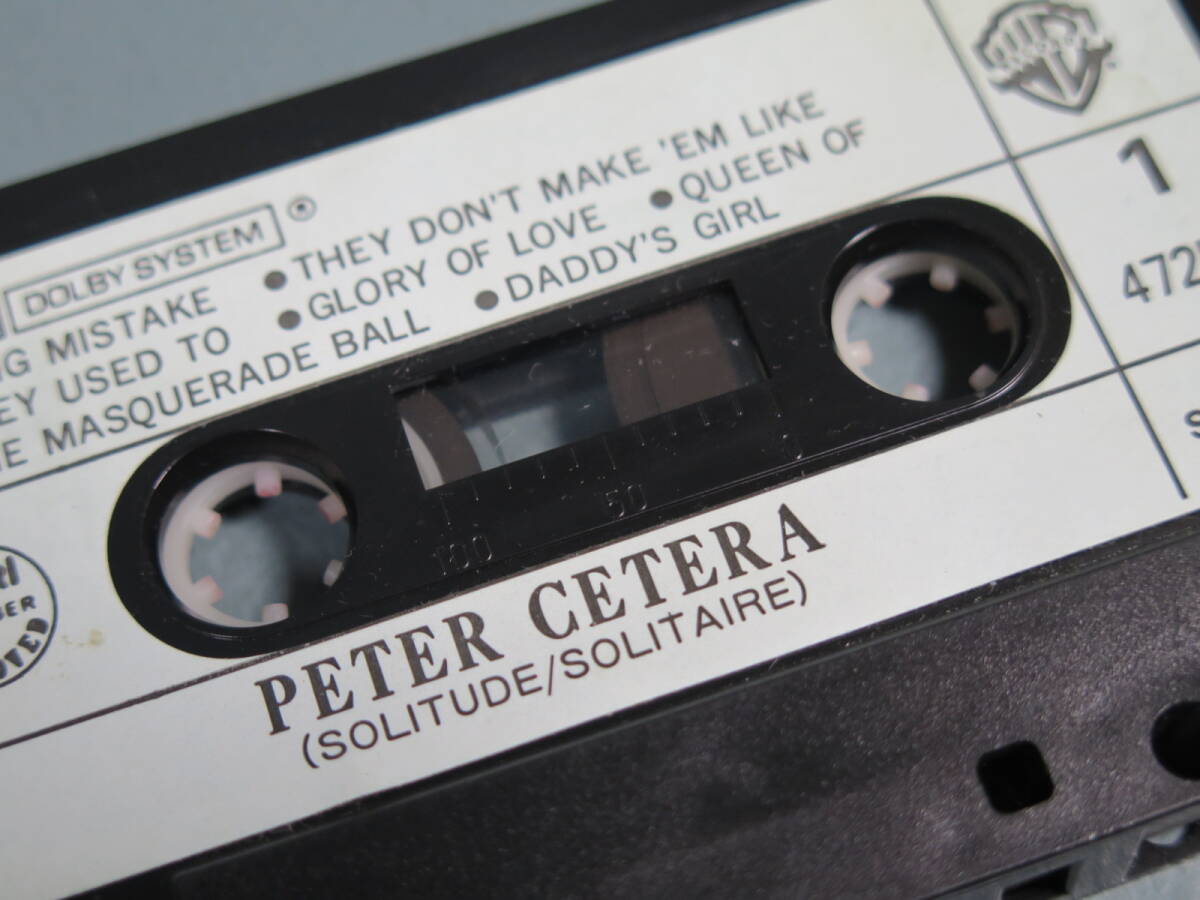 DOLBY SYSTEM ®
MISTAKE ● THEY DON'T MAKE 'EM LIKE
USED TO ● GLORY OF LOVE ● QUEEN OF
MASQUERADE BALL ● DADDY'S GIRL
1
472
100 50 0
PETER CETERA
(SOLITUDE/SOLITAIRE)